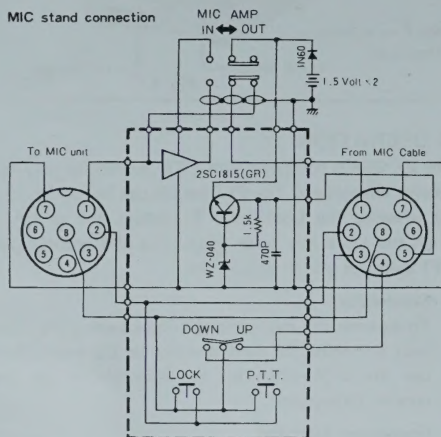 MIC stand connection
MIC AMP
IN ↔ OUT
IN60
1.5 Volt × 2
To MIC unit
2SC1815(GR)
From MIC Cable
1.5k
WZ-040
470P
7 1
6 8 2
5 4 3
1 7
2 8 6
3 4 5
DOWN UP
LOCK P.T.T.